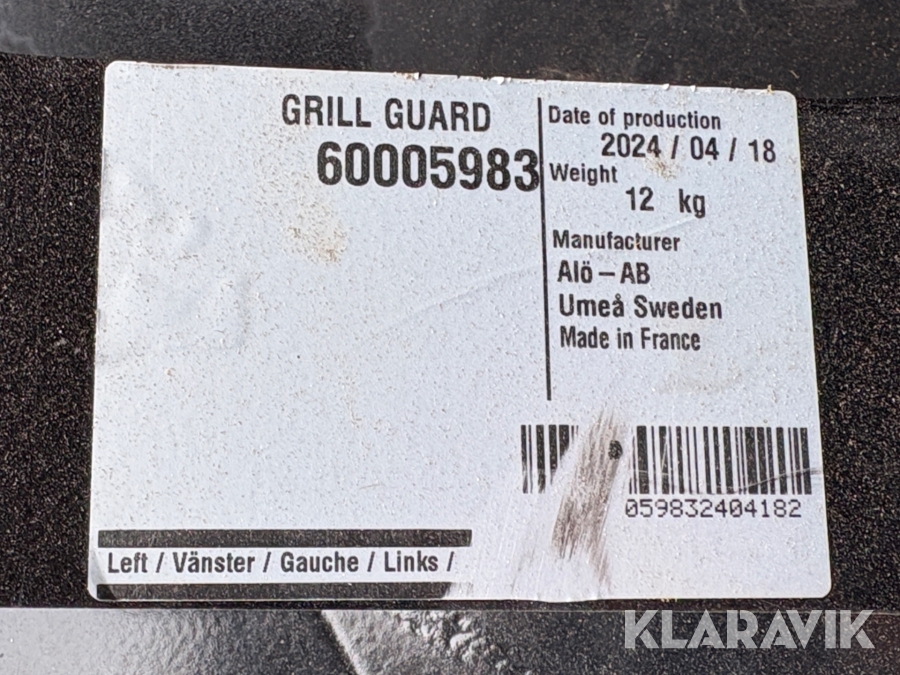 GRILL GUARD
60005983
Date of production
2024 / 04 / 18
Weight
12 kg
Manufacturer
Alö – AB
Umeå Sweden
Made in France
059832404182
Left / Vänster / Gauche / Links /
KLARAVIK